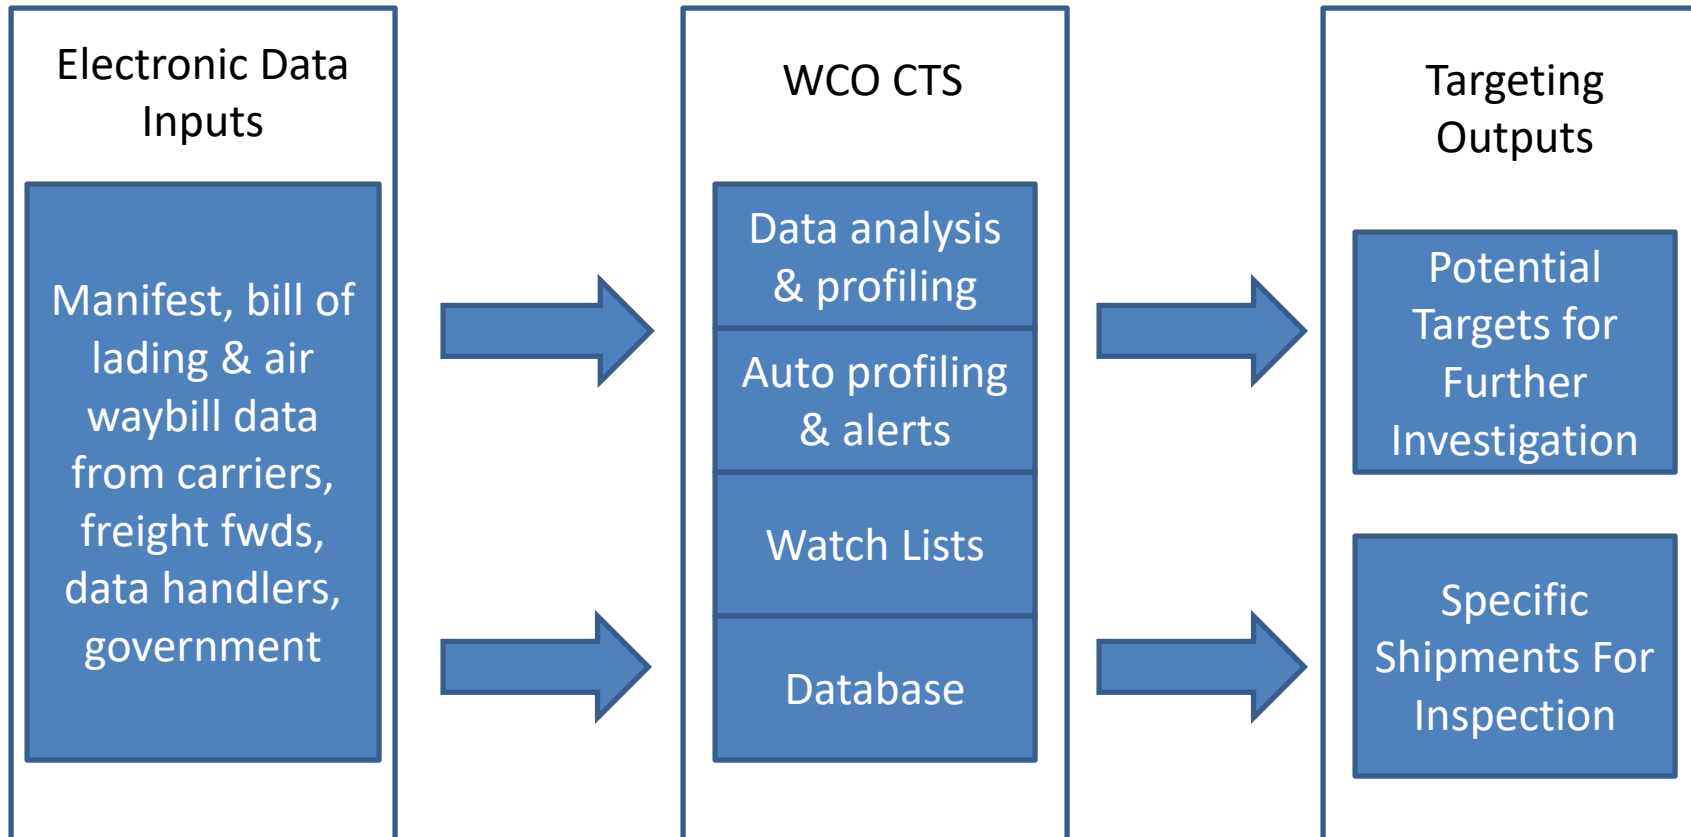 Electronic Data
Inputs
Manifest, bill of
lading & air
waybill data
from carriers,
freight fwds,
data handlers,
government
WCO CTS
Data analysis
& profiling
Auto profiling
& alerts
Watch Lists
Database
Targeting
Outputs
Potential
Targets for
Further
Investigation
Specific
Shipments For
Inspection